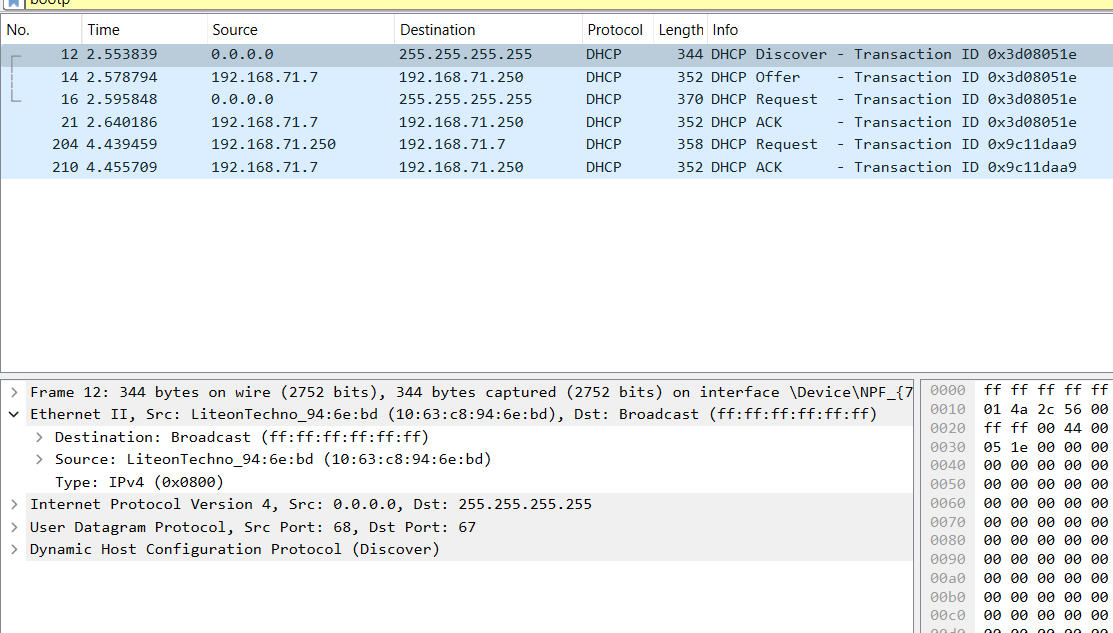 bootp
No. Time Source Destination Protocol Length Info
12 2.553839 0.0.0.0 255.255.255.255 DHCP 344 DHCP Discover - Transaction ID 0x3d08051e
14 2.578794 192.168.71.7 192.168.71.250 DHCP 352 DHCP Offer - Transaction ID 0x3d08051e
16 2.595848 0.0.0.0 255.255.255.255 DHCP 370 DHCP Request - Transaction ID 0x3d08051e
21 2.640186 192.168.71.7 192.168.71.250 DHCP 352 DHCP ACK - Transaction ID 0x3d08051e
204 4.439459 192.168.71.250 192.168.71.7 DHCP 358 DHCP Request - Transaction ID 0x9c11daa9
210 4.455709 192.168.71.7 192.168.71.250 DHCP 352 DHCP ACK - Transaction ID 0x9c11daa9
Frame 12: 344 bytes on wire (2752 bits), 344 bytes captured (2752 bits) on interface \Device\NPF_{7
Ethernet II, Src: LiteonTechno_94:6e:bd (10:63:c8:94:6e:bd), Dst: Broadcast (ff:ff:ff:ff:ff:ff)
Destination: Broadcast (ff:ff:ff:ff:ff:ff)
Source: LiteonTechno_94:6e:bd (10:63:c8:94:6e:bd)
Type: IPv4 (0x0800)
Internet Protocol Version 4, Src: 0.0.0.0, Dst: 255.255.255.255
User Datagram Protocol, Src Port: 68, Dst Port: 67
Dynamic Host Configuration Protocol (Discover)
0000 ff ff ff ff ff
0010 01 4a 2c 56 00
0020 ff ff 00 44 00
0030 05 1e 00 00 00
0040 00 00 00 00 00
0050 00 00 00 00 00
0060 00 00 00 00 00
0070 00 00 00 00 00
0080 00 00 00 00 00
0090 00 00 00 00 00
00a0 00 00 00 00 00
00b0 00 00 00 00 00
00c0 00 00 00 00 00